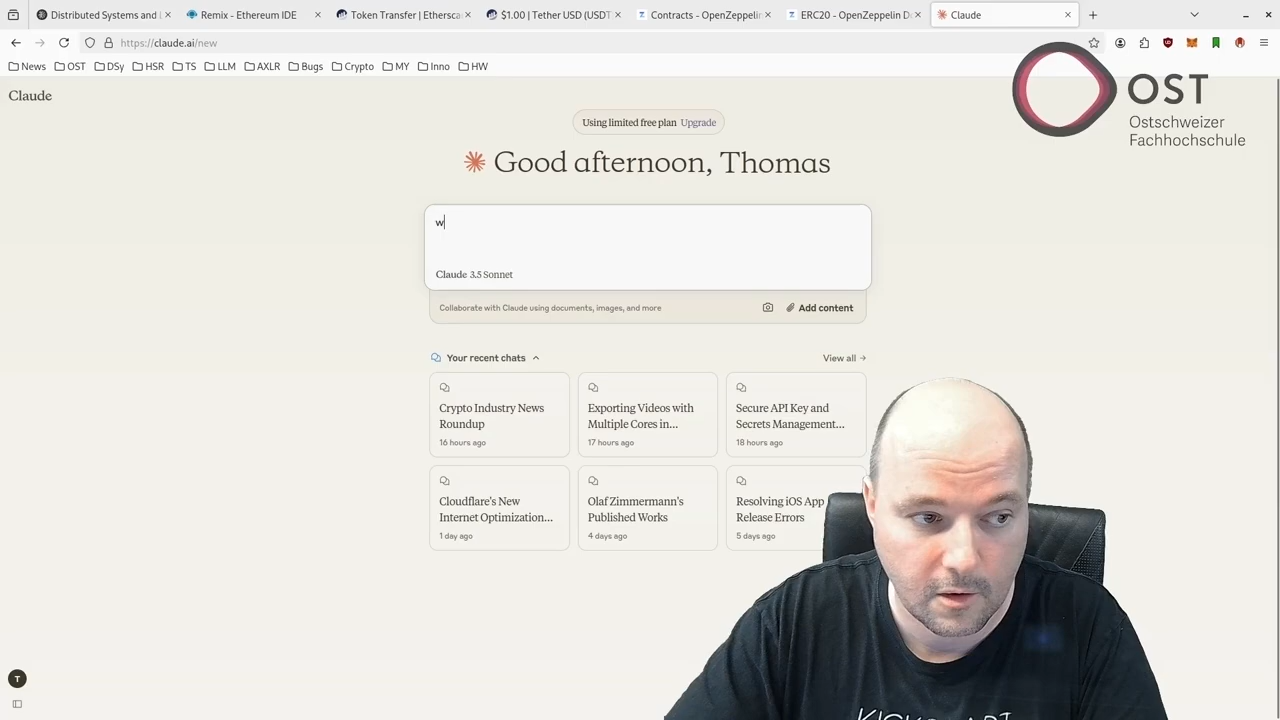 Distributed Systems and
Remix - Ethereum IDE
Token Transfer | Ethersca
$1.00 | Tether USD (USDT
Contracts - OpenZeppelin
ERC20 - OpenZeppelin D
Claude
https://claude.ai/new
News
OST
DSy
HSR
TS
LLM
AXLR
Bugs
Crypto
MY
Inno
HW
Claude
OST
Ostschweizer
Fachhochschule
Using limited free plan Upgrade
Good afternoon, Thomas
w
Claude 3.5 Sonnet
Collaborate with Claude using documents, images, and more
Add content
Your recent chats
View all
Crypto Industry News
Roundup
16 hours ago
Exporting Videos with
Multiple Cores in...
17 hours ago
Secure API Key and
Secrets Management...
18 hours ago
Cloudflare's New
Internet Optimization...
1 day ago
Olaf Zimmermann's
Published Works
4 days ago
Resolving iOS App
Release Errors
5 days ago
T